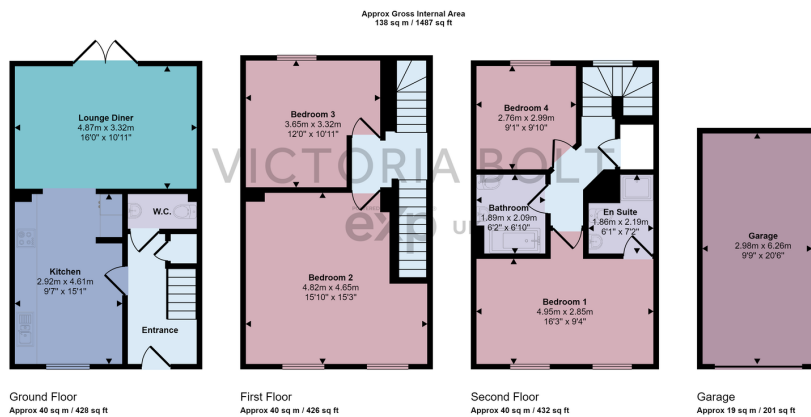 Approx Gross Internal Area
138 sq m / 1487 sq ft
Lounge Diner
4.87m x 3.32m
16'0" x 10'11"
W.C.
Kitchen
2.92m x 4.61m
9'7" x 15'1"
Entrance
Ground Floor
Approx 40 sq m / 428 sq ft
Bedroom 3
3.65m x 3.32m
12'0" x 10'11"
Bedroom 2
4.82m x 4.65m
15'10" x 15'3"
First Floor
Approx 40 sq m / 426 sq ft
Bedroom 4
2.76m x 2.99m
9'1" x 9'10"
Bathroom
1.89m x 2.09m
6'2" x 6'10"
En Suite
1.86m x 2.19m
6'1" x 7'2"
Bedroom 1
4.95m x 2.85m
16'3" x 9'4"
Second Floor
Approx 40 sq m / 432 sq ft
Garage
2.98m x 6.26m
9'9" x 20'6"
Garage
Approx 19 sq m / 201 sq ft
VICTORIA BOLT
exp UK